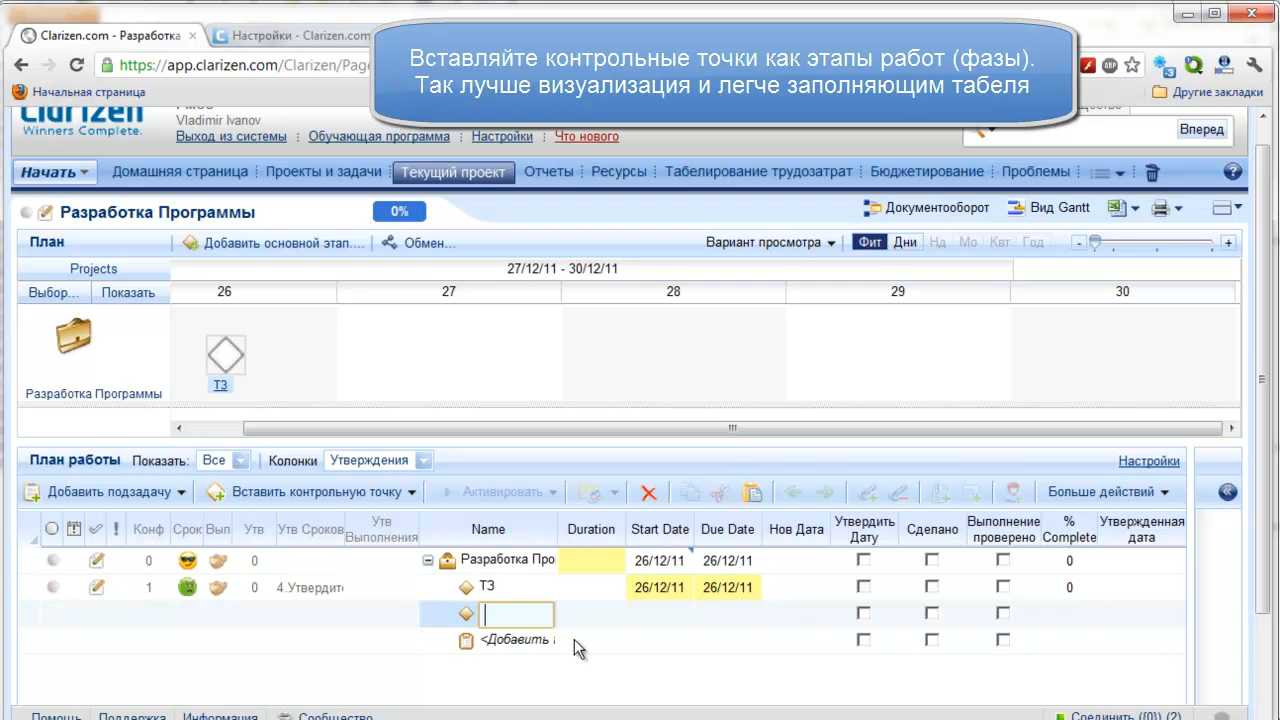 Clarizen.com - Разработка
Настройки - Clarizen.com
Вставляйте контрольные точки как этапы работ (фазы).
Так лучше визуализация и легче заполняющим табеля
https://app.clarizen.com/Clarizen/Page
Начальная страница
Другие закладки
Clarizen
Winners Complete.
Vladimir Ivanov
Выход из системы Обучающая программа Настройки Что нового
Вперед
Начать Домашняя страница Проекты и задачи Текущий проект Отчеты Ресурсы Табелирование трудозатрат Бюджетирование Проблемы
Разработка Программы 0% Документооборот Вид Gantt
План Добавить основной этап.... Обмен... Вариант просмотра Фит Дни Нд Мо Квт Год - +
Projects 27/12/11 - 30/12/11
Выбор... Показать 26 27 28 29 30
ТЗ
Разработка Программы
План работы Показать: Все Колонки Утверждения Настройки
Добавить подзадачу Вставить контрольную точку Активировать Больше действий
! Конф Срок Вып Утв Утв Сроков Утв Выполнения Name Duration Start Date Due Date Нов Дата Утвердить Дату Сделано Выполнение проверено % Complete Утвержденная дата
0 0 Разработка Про 26/12/11 26/12/11 0
1 0 4.Утвердить ТЗ 26/12/11 26/12/11 0
<Добавить
Помощь Поддержка Информация Сообщество Соединить ({0}) (2)